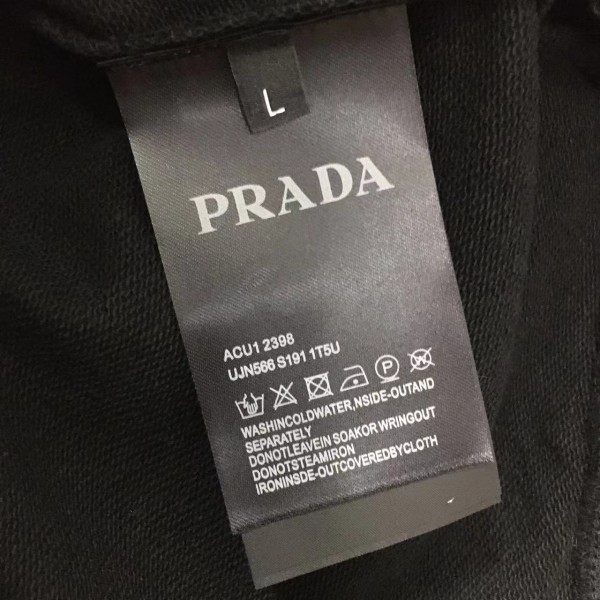 L
PRADA
ACU1 2398
UJN566 S191 1T5U
WASHINCOLDWATER,NSIDE-OUTAND
SEPARATELY
DONOTLEAVEIN SOAKOR WRINGOUT
DONOTSTEAMIRON
IRONINSDE-OUTCOVEREDBYCLOTH